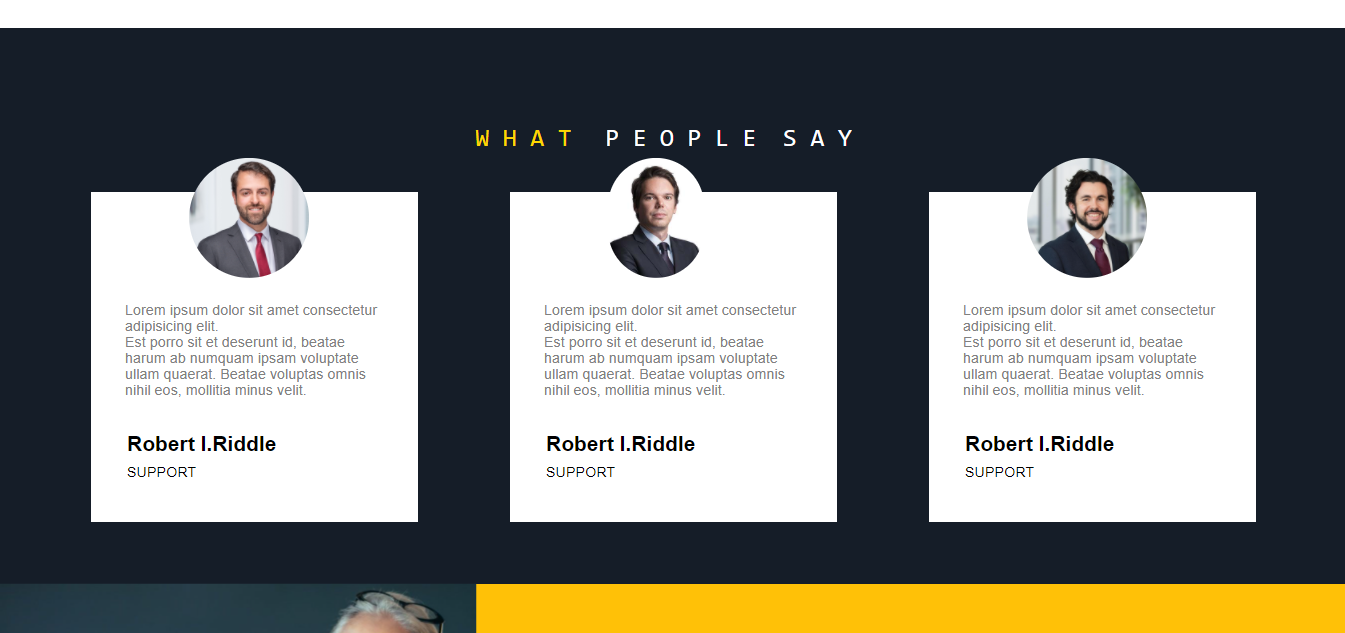 WHAT PEOPLE SAY
Lorem ipsum dolor sit amet consectetur
adipisicing elit.
Est porro sit et deserunt id, beatae
harum ab numquam ipsam voluptate
ullam quaerat. Beatae voluptas omnis
nihil eos, mollitia minus velit.
Robert I.Riddle
SUPPORT
Lorem ipsum dolor sit amet consectetur
adipisicing elit.
Est porro sit et deserunt id, beatae
harum ab numquam ipsam voluptate
ullam quaerat. Beatae voluptas omnis
nihil eos, mollitia minus velit.
Robert I.Riddle
SUPPORT
Lorem ipsum dolor sit amet consectetur
adipisicing elit.
Est porro sit et deserunt id, beatae
harum ab numquam ipsam voluptate
ullam quaerat. Beatae voluptas omnis
nihil eos, mollitia minus velit.
Robert I.Riddle
SUPPORT